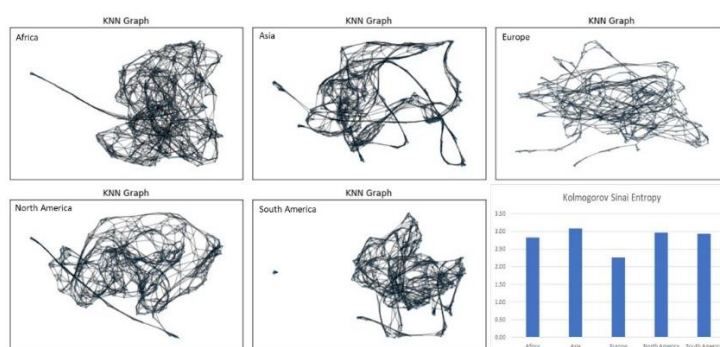 KNN Graph
Africa
KNN Graph
Asia
KNN Graph
Europe
KNN Graph
North America
KNN Graph
South America
Kolmogorov Sinai Entropy
3.50
3.00
2.50
2.00
1.50
1.00
0.50
0.00
Africa
Asia
Europe
North America
South America